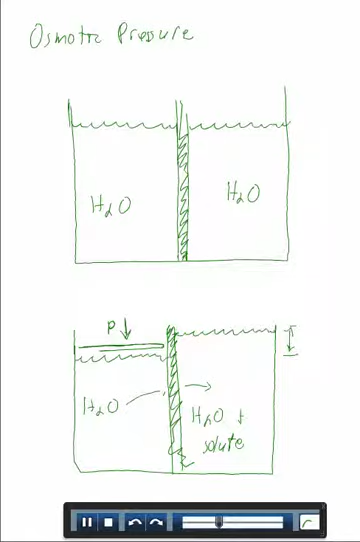 Osmotic Pressure
H₂O
H₂O
P
H₂O
H₂O +
solute